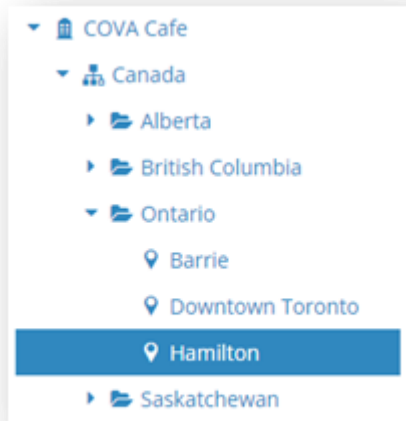 COVA Cafe
Canada
Alberta
British Columbia
Ontario
Barrie
Downtown Toronto
Hamilton
Saskatchewan